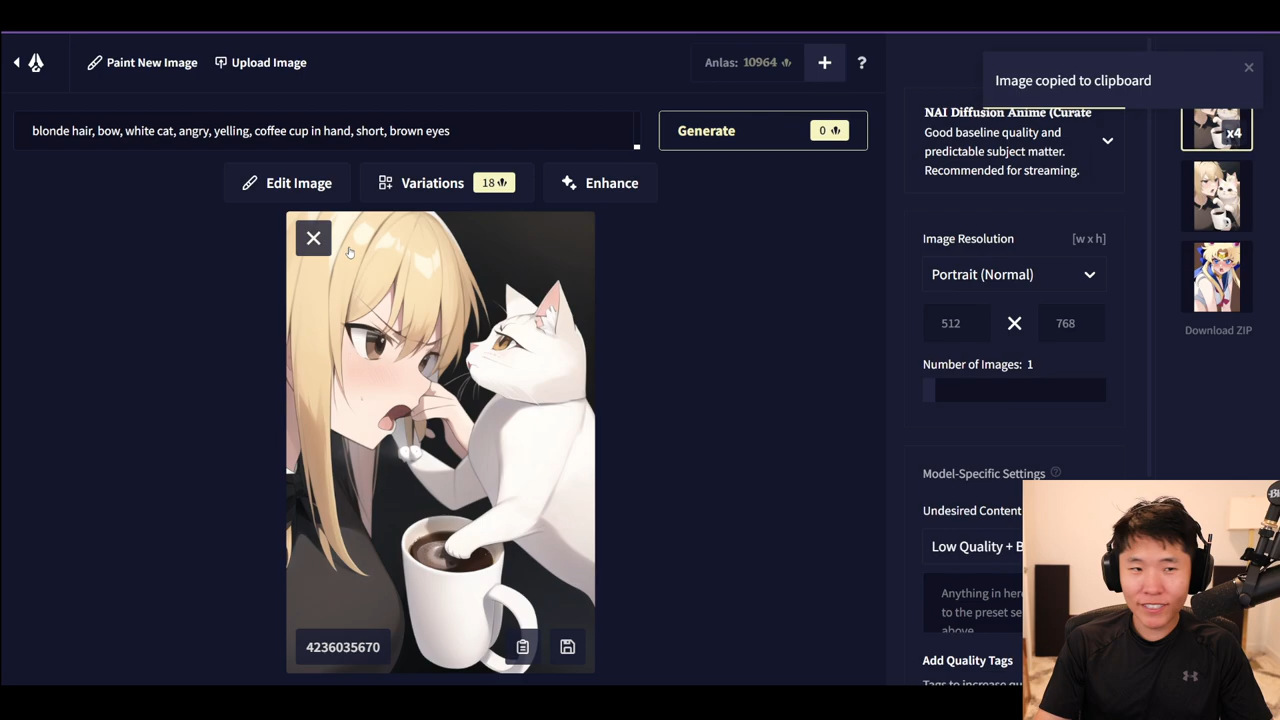 Paint New Image
Upload Image
Anlas: 10964
?
Image copied to clipboard
blonde hair, bow, white cat, angry, yelling, coffee cup in hand, short, brown eyes
Generate
0
NAI Diffusion Anime (Curate
Good baseline quality and
predictable subject matter.
Recommended for streaming.
x4
Edit Image
Variations
18
Enhance
Image Resolution
[w x h]
Portrait (Normal)
512
768
Number of Images: 1
Download ZIP
Model-Specific Settings
Undesired Content
Low Quality + B
Anything in here
to the preset se
above.
Add Quality Tags
4236035670